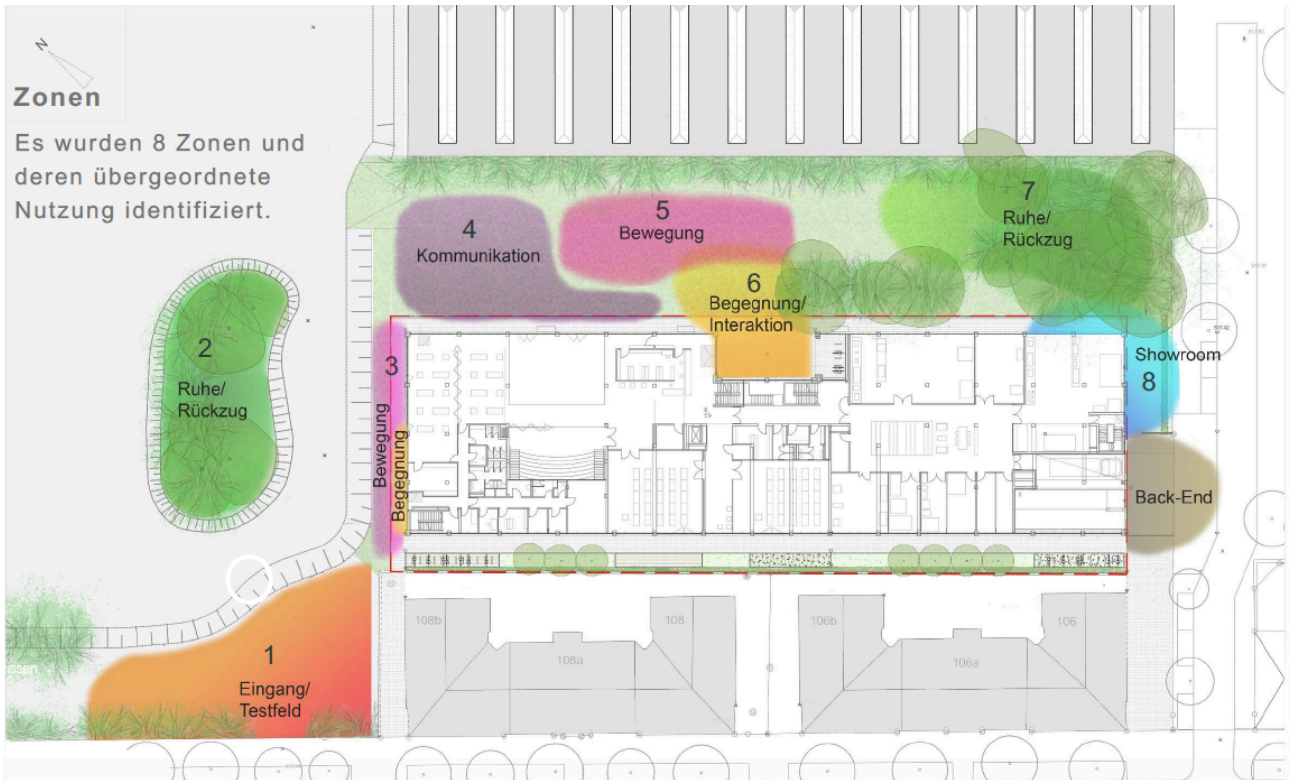 N
Zonen
Es wurden 8 Zonen und
deren übergeordnete
Nutzung identifiziert.
4
Kommunikation
5
Bewegung
6
Begegnung/
Interaktion
7
Ruhe/
Rückzug
2
Ruhe/
Rückzug
3
Bewegung
Begegnung
Showroom
8
Back-End
1
Eingang/
Testfeld
108b
108
108a
106b
106
106a